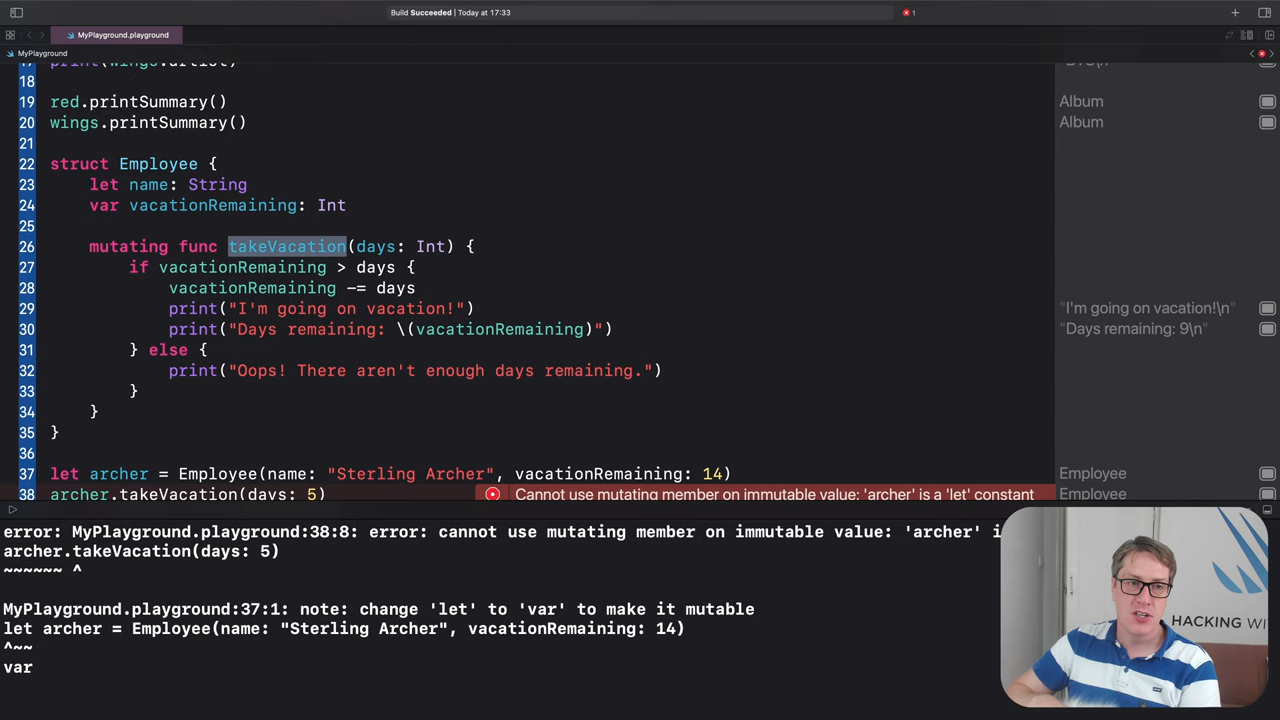 Build Succeeded | Today at 17:33
1
MyPlayground.playground
MyPlayground
17 print(wings.artist)
18
19 red.printSummary()
Album
20 wings.printSummary()
Album
21
22 struct Employee {
23 let name: String
24 var vacationRemaining: Int
25
26 mutating func takeVacation(days: Int) {
27 if vacationRemaining > days {
28 vacationRemaining -= days
29 print("I'm going on vacation!")
"I'm going on vacation!\n"
30 print("Days remaining: \(vacationRemaining)")
"Days remaining: 9\n"
31 } else {
32 print("Oops! There aren't enough days remaining.")
33 }
34 }
35 }
36
37 let archer = Employee(name: "Sterling Archer", vacationRemaining: 14)
Employee
38 archer.takeVacation(days: 5)
Cannot use mutating member on immutable value: 'archer' is a 'let' constant
Employee
error: MyPlayground.playground:38:8: error: cannot use mutating member on immutable value: 'archer' i
archer.takeVacation(days: 5)
~~~~~~ ^
MyPlayground.playground:37:1: note: change 'let' to 'var' to make it mutable
let archer = Employee(name: "Sterling Archer", vacationRemaining: 14)
^~~
var
HACKING WI